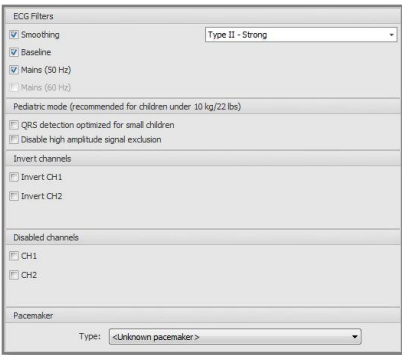 ECG Filters
Smoothing
Type II - Strong
Baseline
Mains (50 Hz)
Mains (60 Hz)
Pediatric mode (recommended for children under 10 kg/22 lbs)
QRS detection optimized for small children
Disable high amplitude signal exclusion
Invert channels
Invert CH1
Invert CH2
Disabled channels
CH1
CH2
Pacemaker
Type: <Unknown pacemaker>